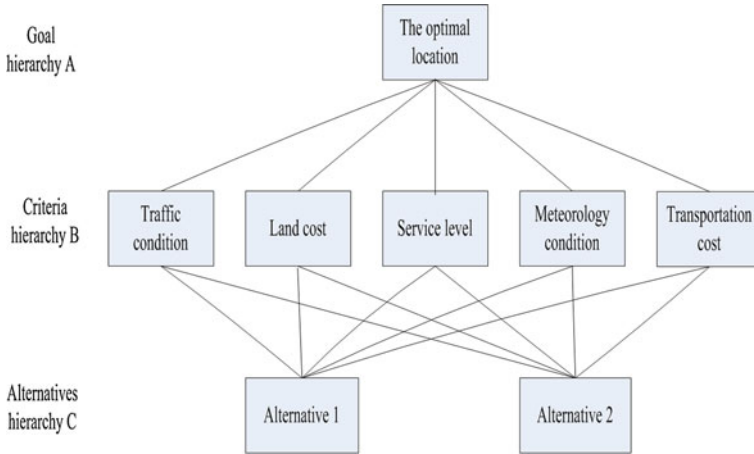 Goal
hierarchy A
The optimal
location
Criteria
hierarchy B
Traffic
condition
Land cost
Service level
Meteorology
condition
Transportation
cost
Alternatives
hierarchy C
Alternative 1
Alternative 2